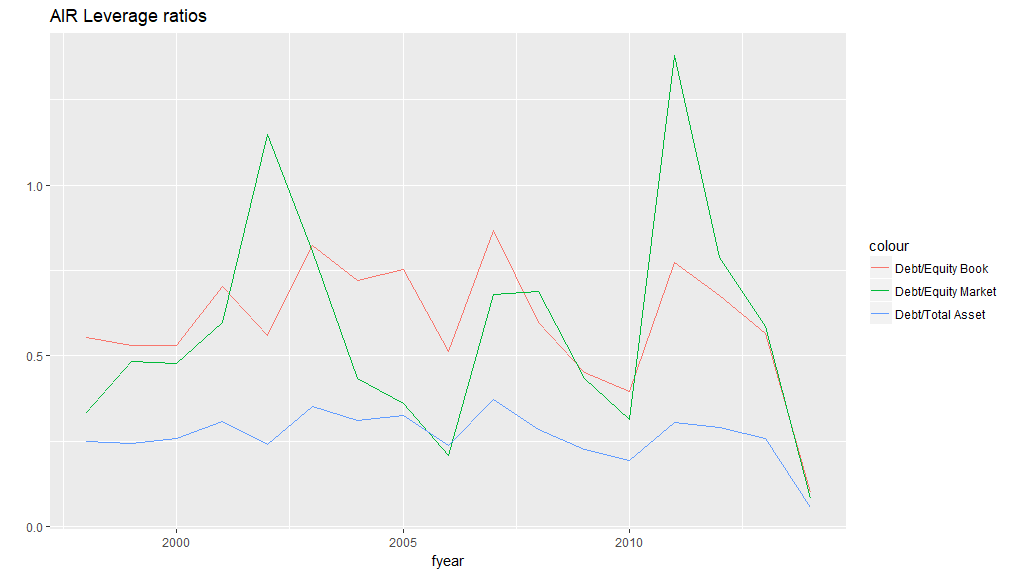 AIR Leverage ratios
1.0
0.5
0.0
2000
2005
2010
fyear
colour
Debt/Equity Book
Debt/Equity Market
Debt/Total Asset